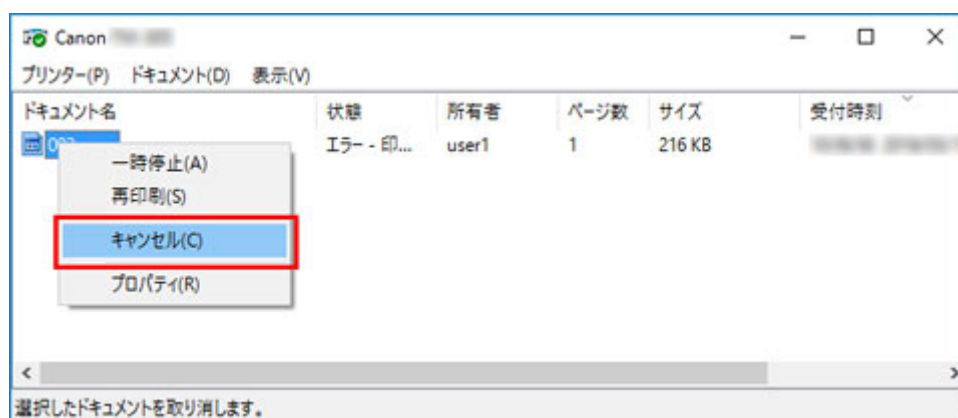 Canon
プリンター(P) ドキュメント(D) 表示(V)
ドキュメント名 状態 所有者 ページ数 サイズ 受付時刻
エラー - 印... user1 1 216 KB
一時停止(A)
再印刷(S)
キャンセル(C)
プロパティ(R)
選択したドキュメントを取り消します。